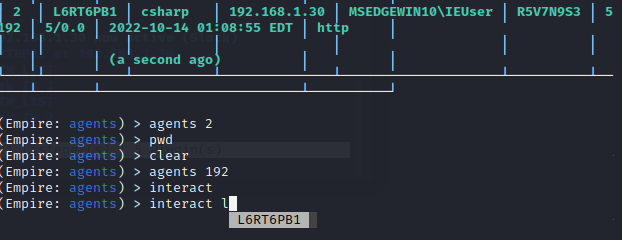 2 | L6RT6PB1 | csharp | 192.168.1.30 | MSEDGEWIN10\IEUser | R5V7N9S3 | 5
192 | 5/0.0 | 2022-10-14 01:08:55 EDT | http
(a second ago)
(Empire: agents) > agents 2
(Empire: agents) > pwd
(Empire: agents) > clear
(Empire: agents) > agents 192
(Empire: agents) > interact
(Empire: agents) > interact l
L6RT6PB1